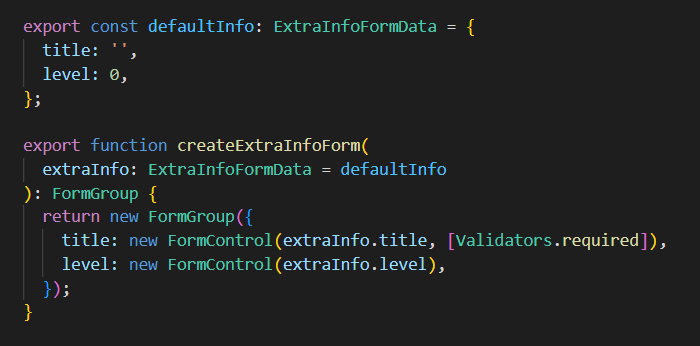 export const defaultInfo: ExtraInfoFormData = {
  title: '',
  level: 0,
};

export function createExtraInfoForm(
  extraInfo: ExtraInfoFormData = defaultInfo
): FormGroup {
  return new FormGroup({
    title: new FormControl(extraInfo.title, [Validators.required]),
    level: new FormControl(extraInfo.level),
  });
}